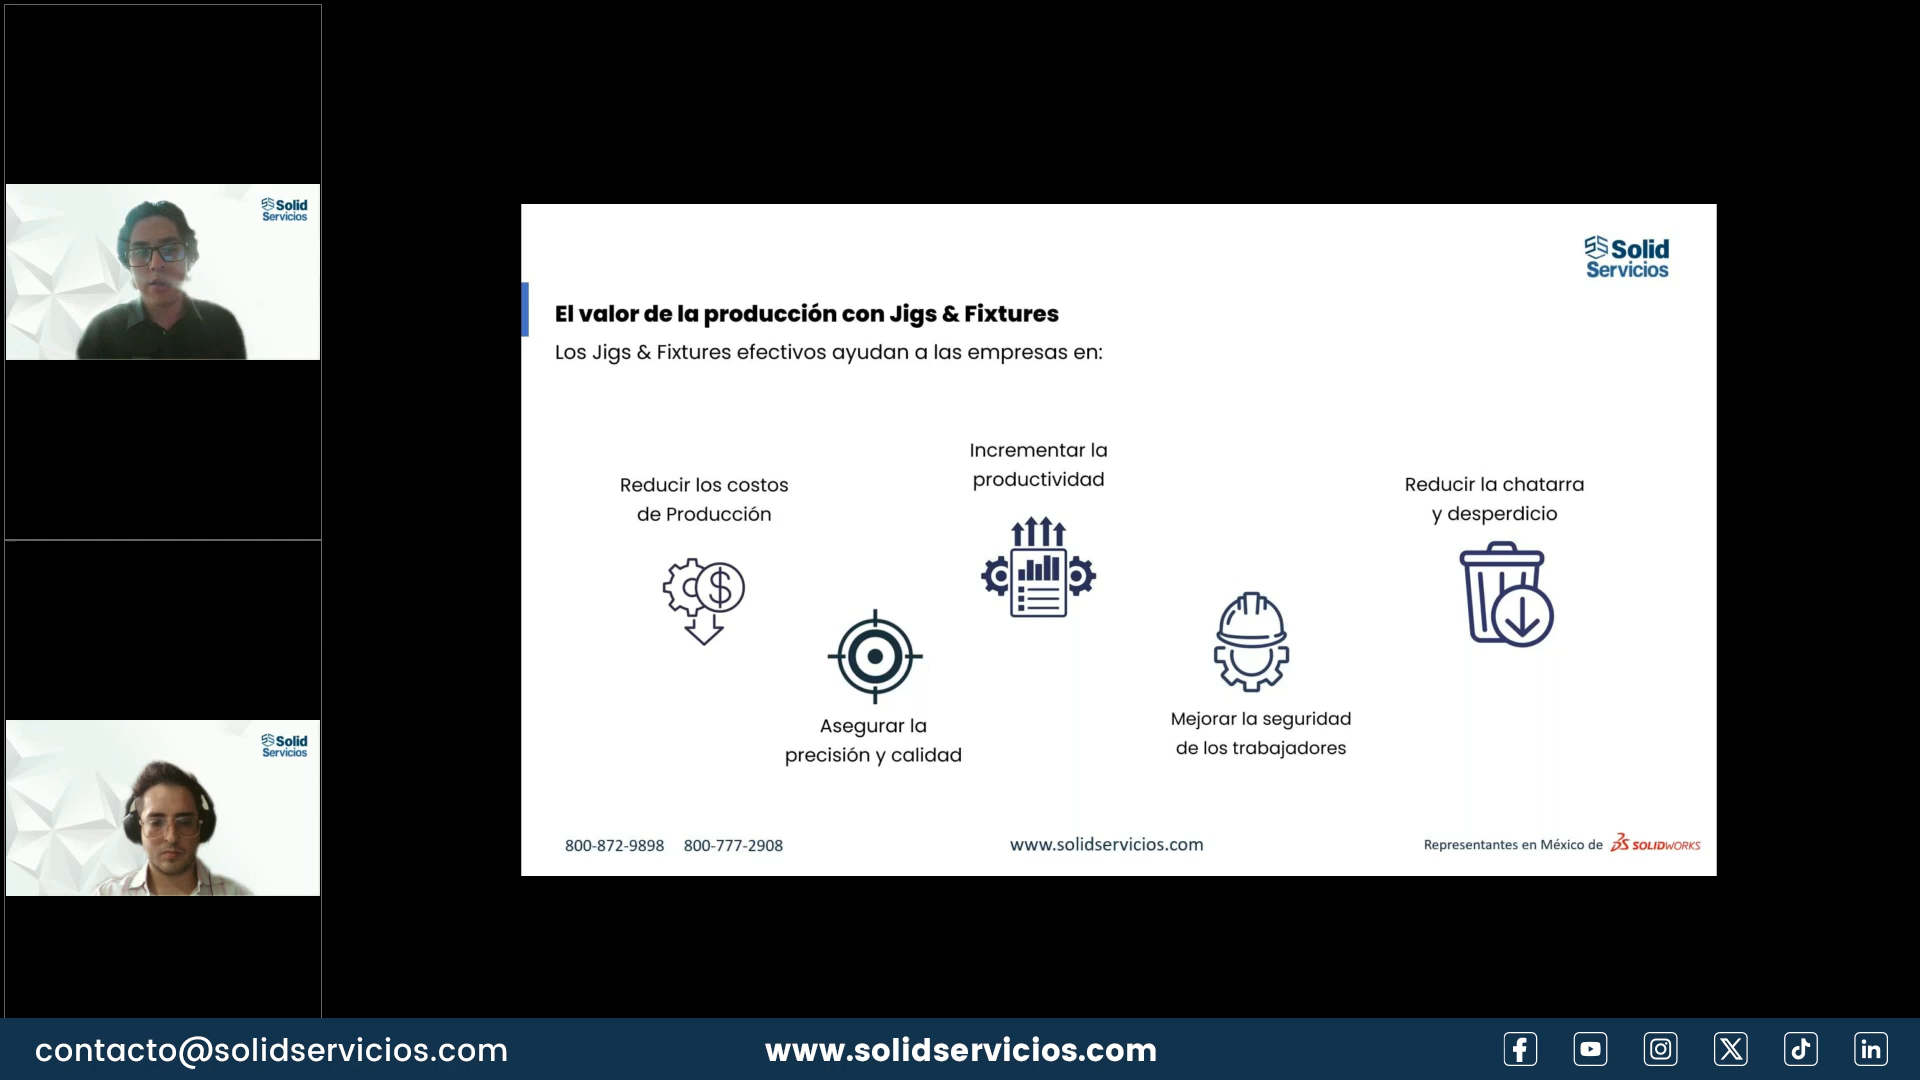 Solid
Servicios
Solid
Servicios
Solid
Servicios
El valor de la producción con Jigs & Fixtures
Los Jigs & Fixtures efectivos ayudan a las empresas en:
Reducir los costos
de Producción
Asegurar la
precisión y calidad
Incrementar la
productividad
Mejorar la seguridad
de los trabajadores
Reducir la chatarra
y desperdicio
800-872-9898 800-777-2908
www.solidservicios.com
Representantes en México de SOLIDWORKS
contacto@solidservicios.com
www.solidservicios.com